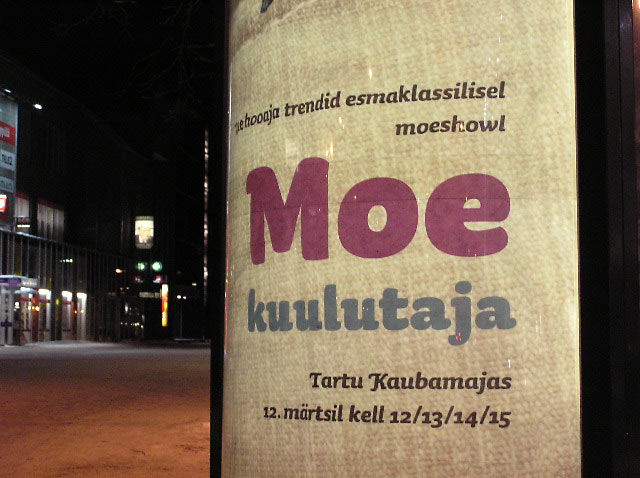 hooaja trendid esmaklassilisel
moeshowl
Moe
kuulutaja
Tartu Kaubamajas
12. märtsil kell 12/13/14/15